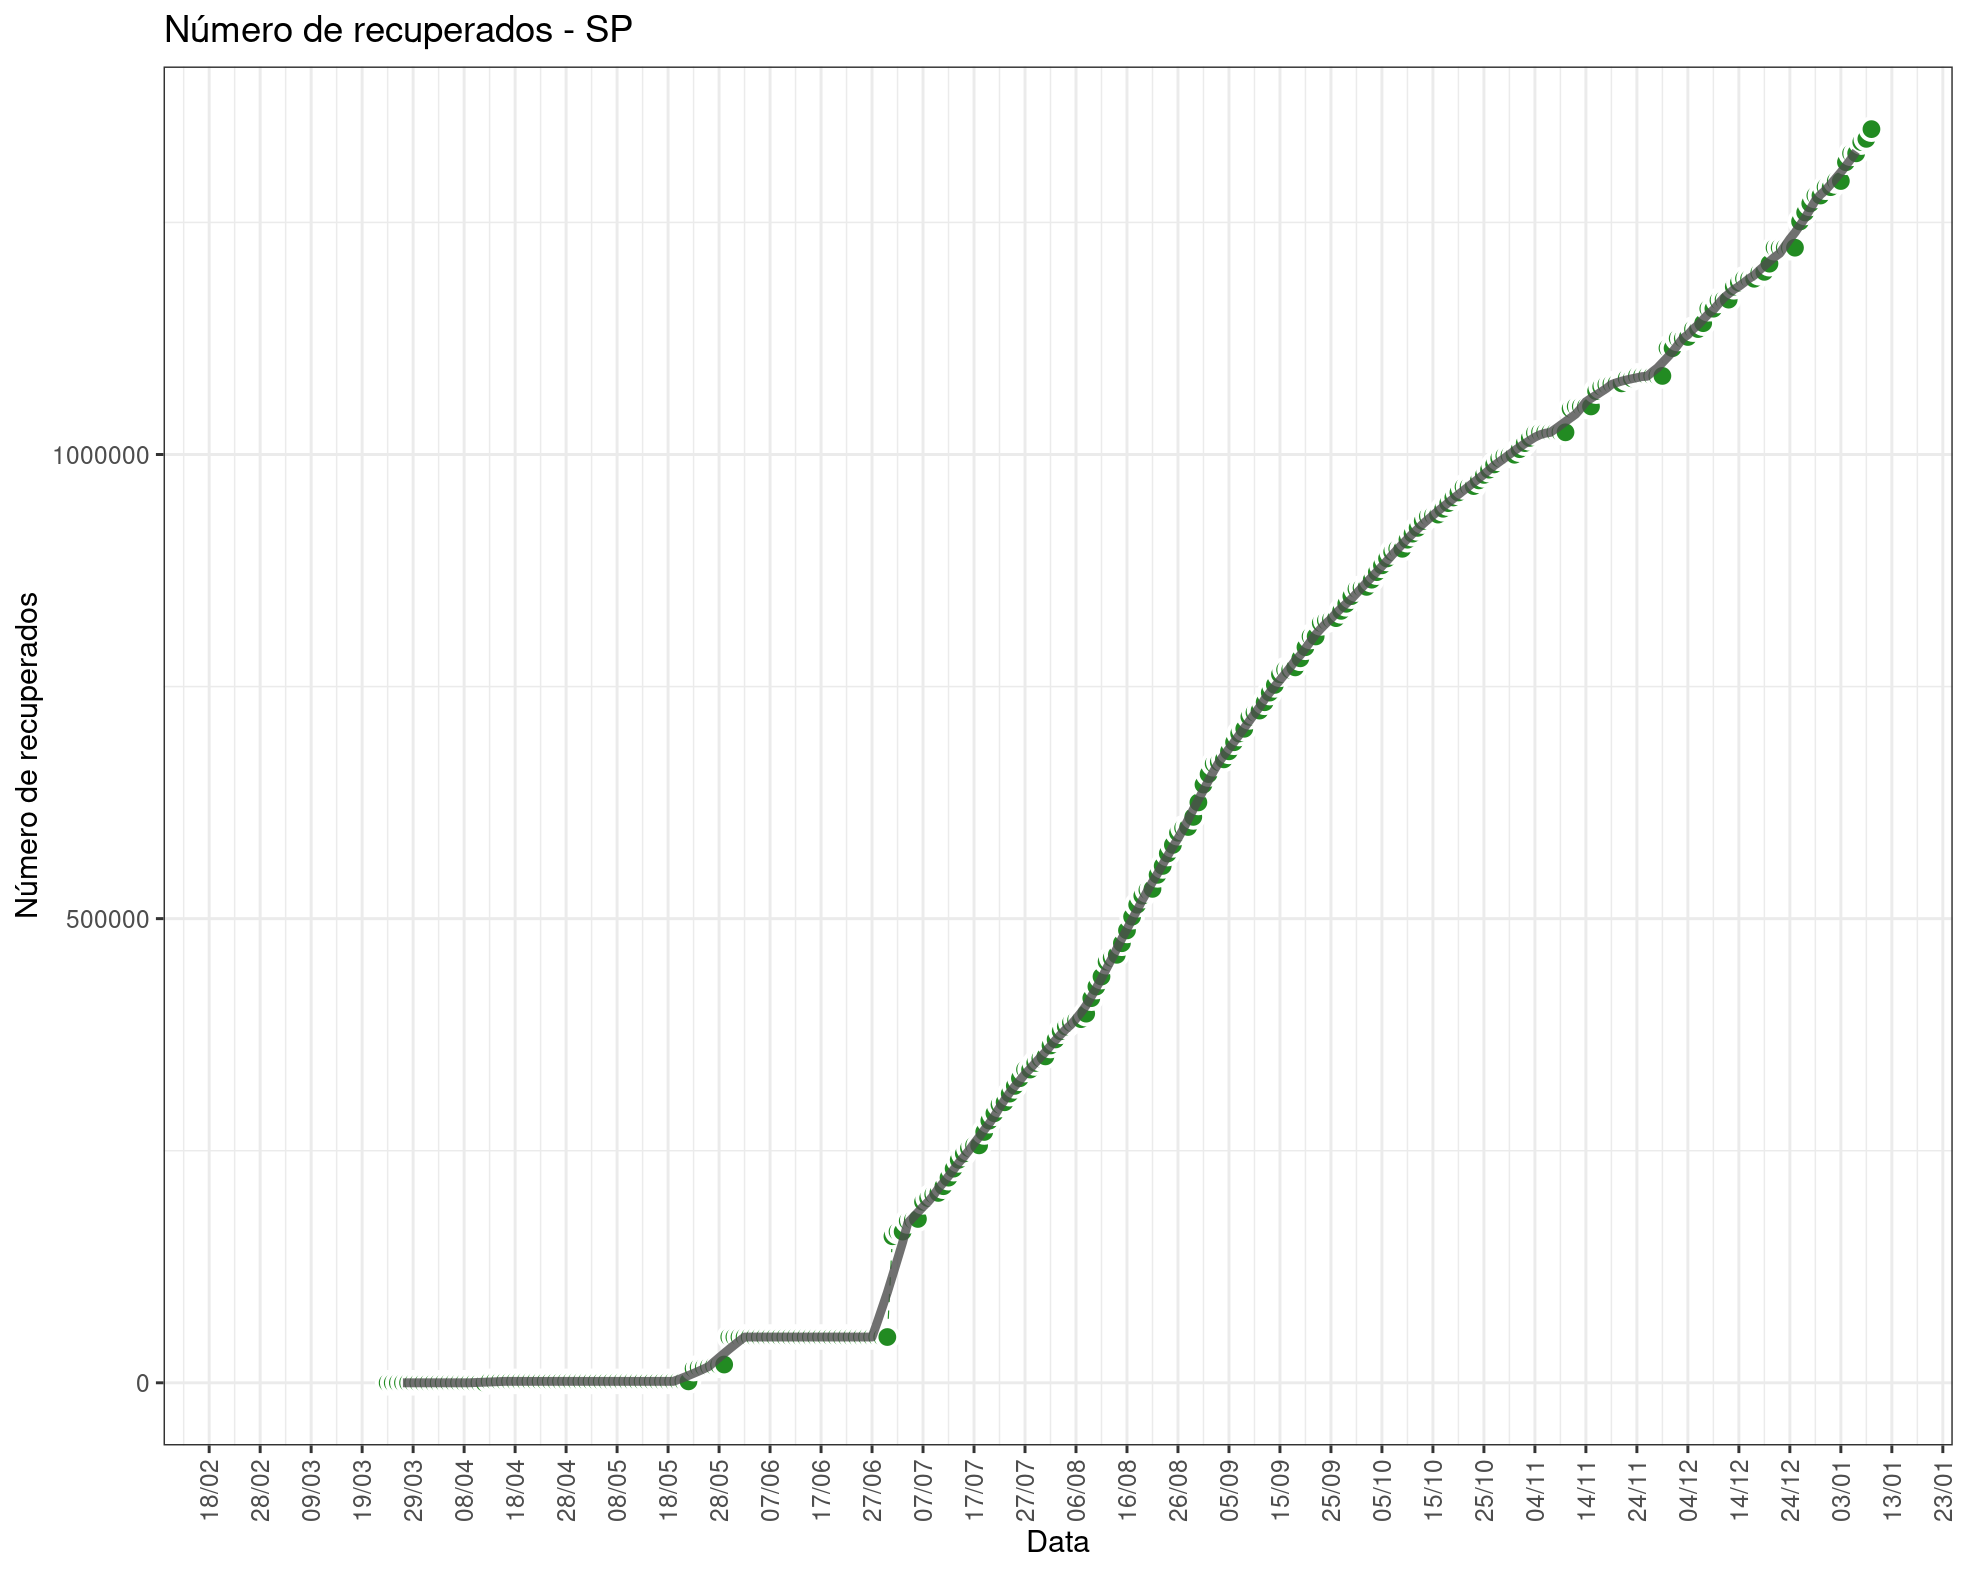 Número de recuperados - SP
Número de recuperados
1000000
500000
0
18/02 28/02 09/03 19/03 29/03 08/04 18/04 28/04 08/05 18/05 28/05 07/06 17/06 27/06 07/07 17/07 27/07 06/08 16/08 26/08 05/09 15/09 25/09 05/10 15/10 25/10 04/11 14/11 24/11 04/12 14/12 24/12 03/01 13/01 23/01
Data